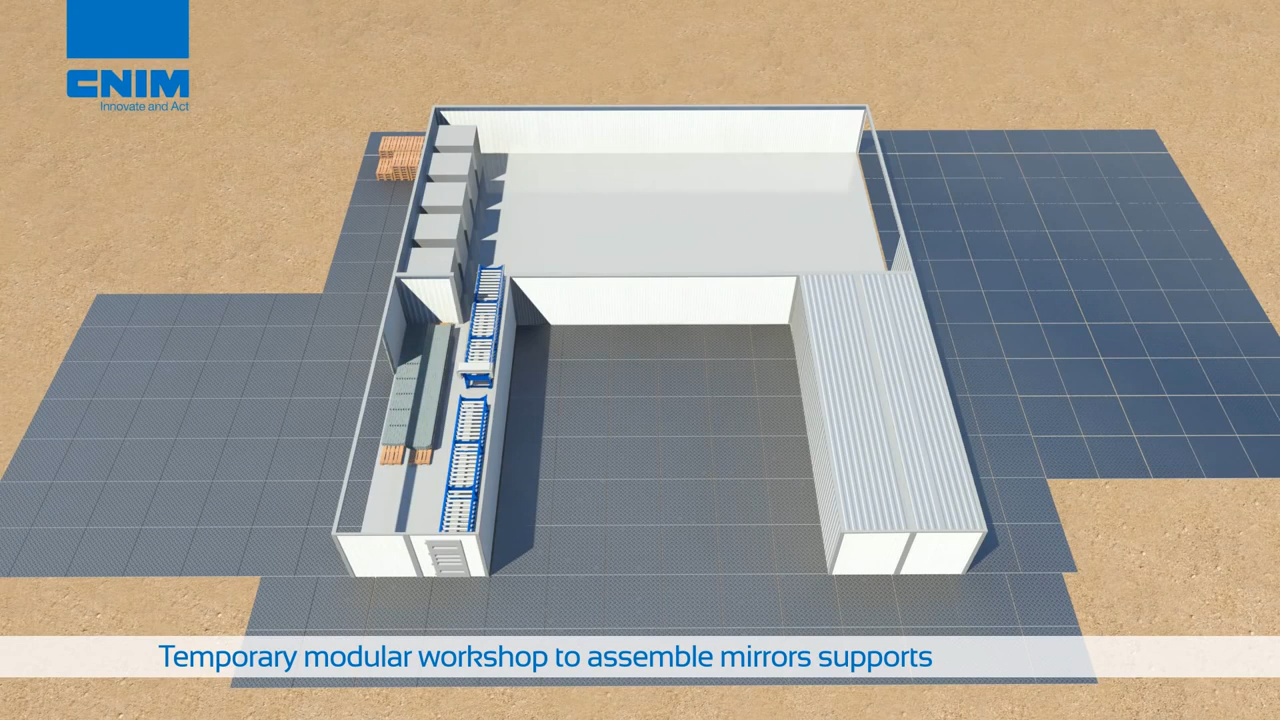 CNIM
Innovate and Act
Temporary modular workshop to assemble mirrors supports